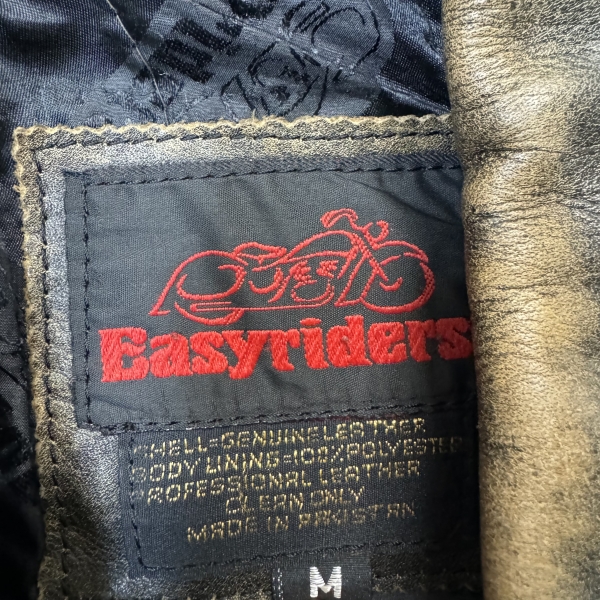 Easyriders
SHELL=GENUINE LEATHER
BODY LINING=100% POLYESTER
PROFESSIONAL LEATHER
CLEAN ONLY
MADE IN PAKISTAN
M